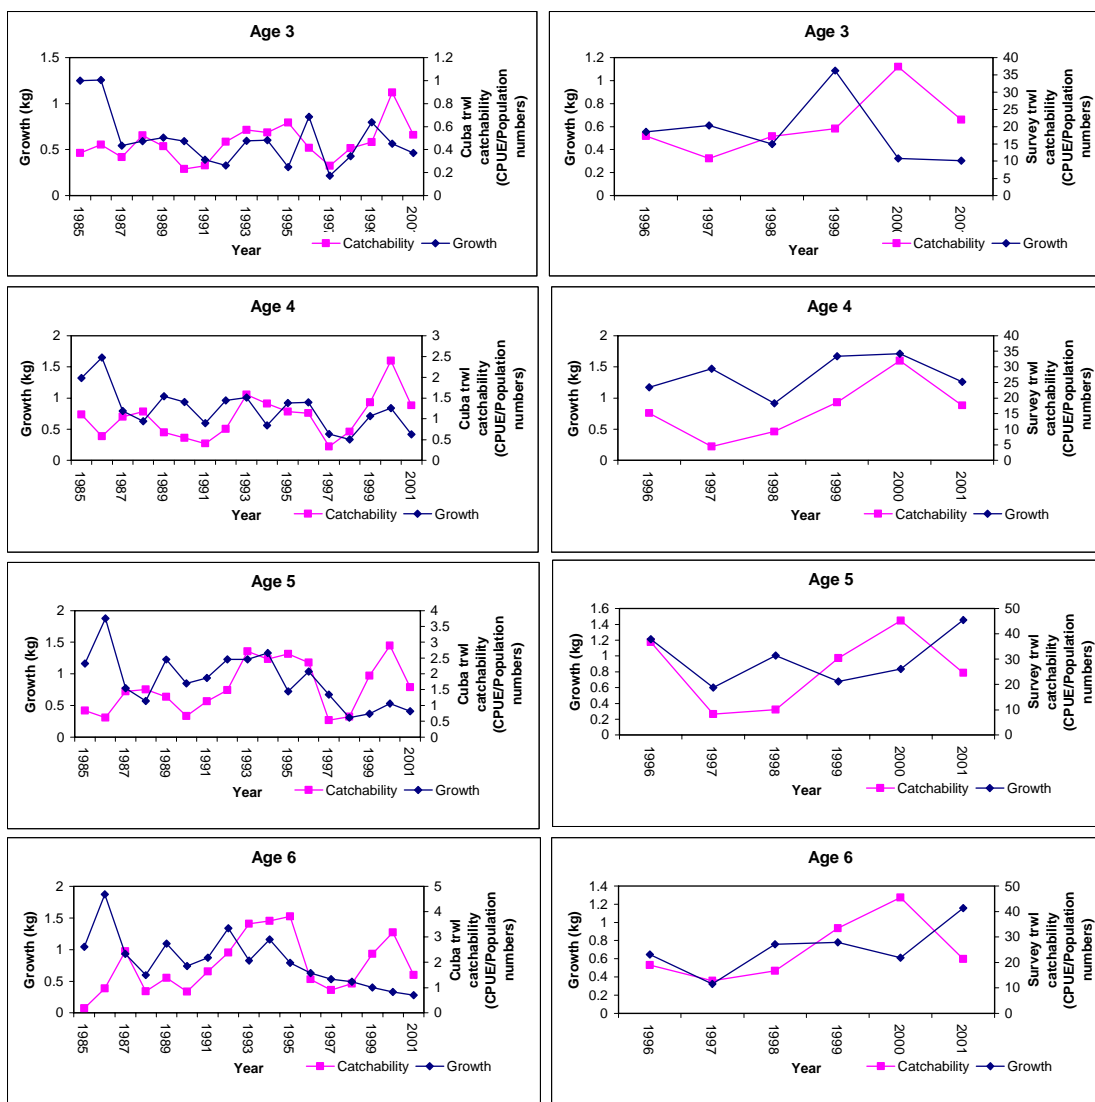 Age 3
Growth (kg)
1.5
1
0.5
0
1.2
1
0.8
0.6
0.4
0.2
0
Cuba trwl
catchability
(CPUE/Population
numbers)
1985
1987
1989
1991
1993
1995
Year
Catchability
Growth
Age 3
Growth (kg)
1.2
1
0.8
0.6
0.4
0.2
0
40
35
30
25
20
15
10
5
0
Survey trwl
catchability
(CPUE/Population
numbers)
1996
1997
1998
1999
Year
Catchability
Growth
Age 4
Growth (kg)
2
1.5
1
0.5
0
3
2.5
2
1.5
1
0.5
0
Cuba trwl
catchability
(CPUE/Population
numbers)
1985
1987
1989
1991
1993
1995
1997
1999
2001
Year
Catchability
Growth
Age 4
Growth (kg)
2
1.5
1
0.5
0
40
35
30
25
20
15
10
5
0
Survey trwl
catchability
(CPUE/Population
numbers)
1996
1997
1998
1999
2000
2001
Year
Catchability
Growth
Age 5
Growth (kg)
2
1.5
1
0.5
0
4
3.5
3
2.5
2
1.5
1
0.5
0
Cuba trwl
catchability
(CPUE/Population
numbers)
1985
1987
1989
1991
1993
1995
1997
1999
2001
Year
Catchability
Growth
Age 5
Growth (kg)
1.6
1.4
1.2
1
0.8
0.6
0.4
0.2
0
50
40
30
20
10
0
Survey trwl
catchability
(CPUE/Population
numbers)
1996
1997
1998
1999
2000
2001
Year
Catchability
Growth
Age 6
Growth (kg)
2
1.5
1
0.5
0
5
4
3
2
1
0
Cuba trwl
catchability
(CPUE/Population
numbers)
1985
1987
1989
1991
1993
1995
1997
1999
2001
Year
Catchability
Growth
Age 6
Growth (kg)
1.4
1.2
1
0.8
0.6
0.4
0.2
0
50
40
30
20
10
0
Survey trwl
catchability
(CPUE/Population
numbers)
1996
1997
1998
1999
2000
2001
Year
Catchability
Growth